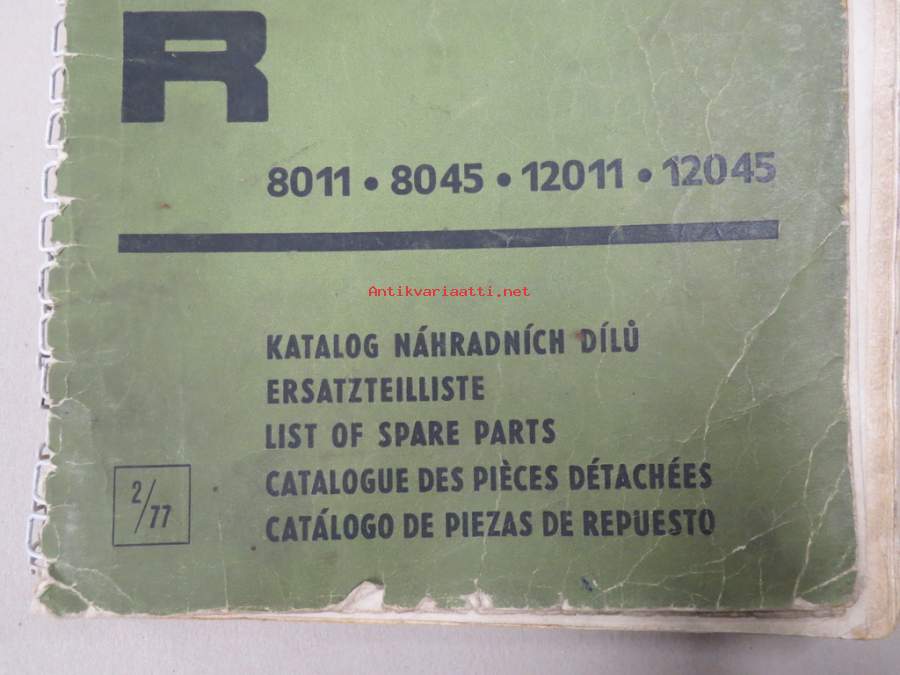 R
8011 • 8045 • 12011 • 12045
Antikvariaatti.net
KATALOG NÁHRADNÍCH DÍLŮ
ERSATZTEILLISTE
LIST OF SPARE PARTS
CATALOGUE DES PIÈCES DÉTACHÉES
CATÁLOGO DE PIEZAS DE REPUESTO
2/77